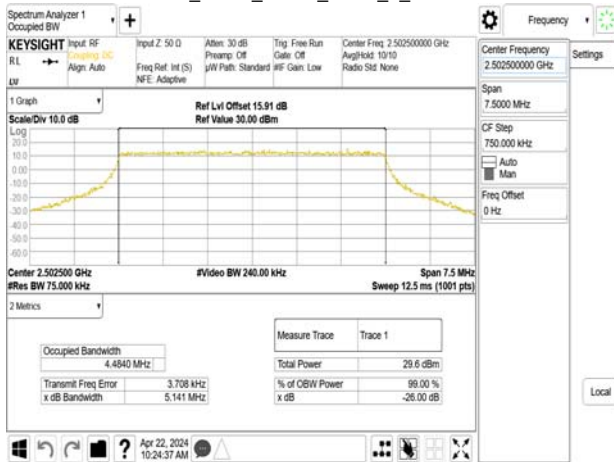 Spectrum Analyzer 1
Occupied BW
Frequency
KEYSIGHT
Input: RF
Coupling: DC
Align: Auto
Input Z: 50 Ω
Freq Ref: Int (S)
NFE: Adaptive
Atten: 30 dB
Preamp: Off
µW Path: Standard
Trig: Free Run
Gate: Off
#IF Gain: Low
Center Freq: 2.502500000 GHz
Avg|Hold: 10/10
Radio Std: None
RL
Center Frequency
2.502500000 GHz
Settings
Span
7.5000 MHz
CF Step
750.000 kHz
Auto
Man
Freq Offset
0 Hz
Local
1 Graph
Scale/Div 10.0 dB
Ref Lvl Offset 15.91 dB
Ref Value 30.00 dBm
Log
20.0
10.0
0.00
-10.0
-20.0
-30.0
-40.0
-50.0
-60.0
Center 2.502500 GHz
#Video BW 240.00 kHz
Span 7.5 MHz
#Res BW 75.000 kHz
Sweep 12.5 ms (1001 pts)
2 Metrics
Measure Trace Trace 1
Occupied Bandwidth
4.4840 MHz
Total Power 29.6 dBm
Transmit Freq Error 3.708 kHz
% of OBW Power 99.00 %
x dB Bandwidth 5.141 MHz
x dB -26.00 dB
Apr 22, 2024
10:24:37 AM